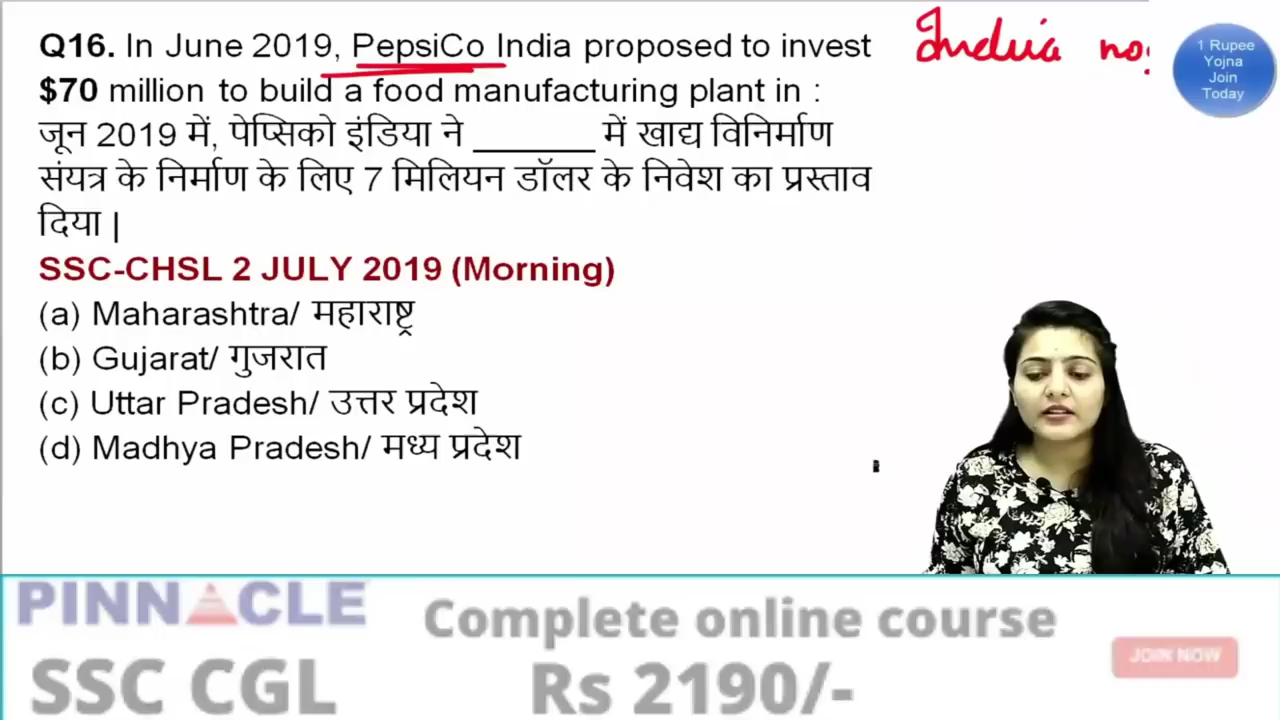 Q16. In June 2019, PepsiCo India proposed to invest
$70 million to build a food manufacturing plant in :
जून 2019 में, पेप्सिको इंडिया ने _______ में खाद्य विनिर्माण
संयत्र के निर्माण के लिए 7 मिलियन डॉलर के निवेश का प्रस्ताव
दिया |
SSC-CHSL 2 JULY 2019 (Morning)
(a) Maharashtra/ महाराष्ट्र
(b) Gujarat/ गुजरात
(c) Uttar Pradesh/ उत्तर प्रदेश
(d) Madhya Pradesh/ मध्य प्रदेश
India
1 Rupee
Yojna
Join
Today
PINNACLE
SSC CGL
Complete online course
Rs 2190/-
JOIN NOW